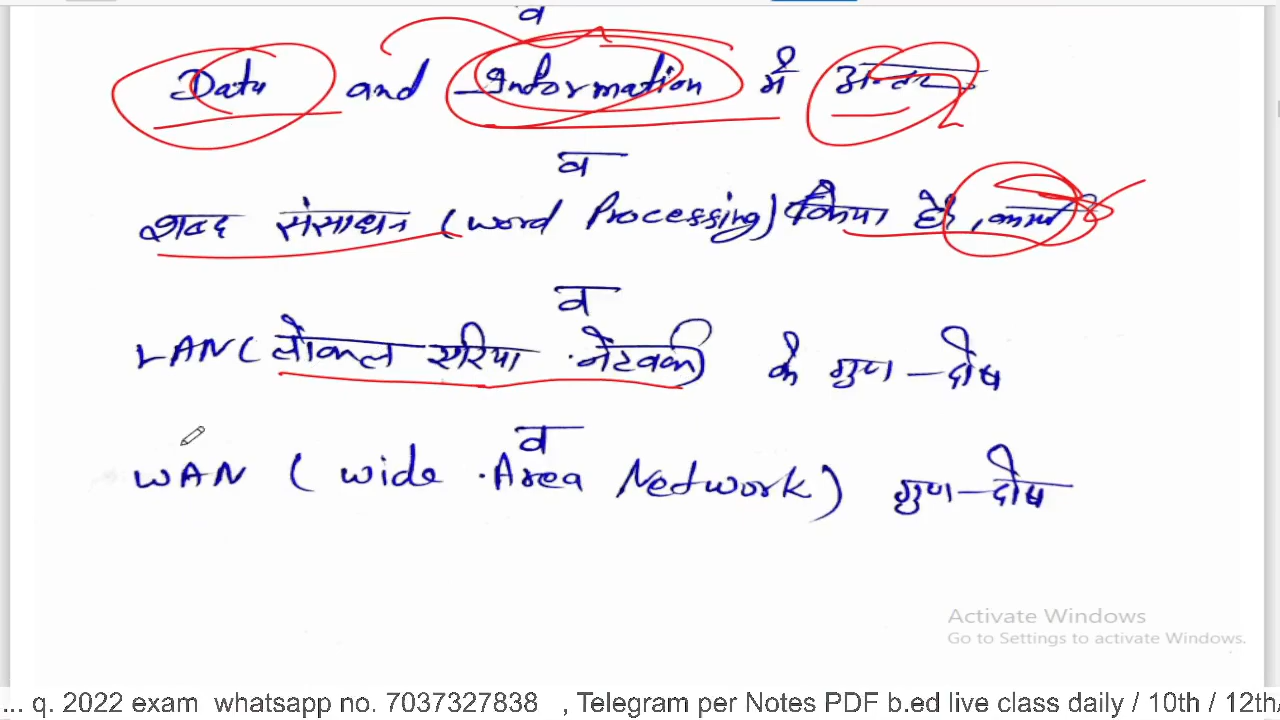 व
Data and Information में अन्तर
व
शब्द संसाधन (word Processing) किया है, कार्य
व
LAN (लोकल एरिया नेटवर्क) के गुण-दोष
व
WAN (wide Area Network) गुण-दोष
Activate Windows
Go to Settings to activate Windows.
... q. 2022 exam whatsapp no. 7037327838 , Telegram per Notes PDF b.ed live class daily / 10th / 12th